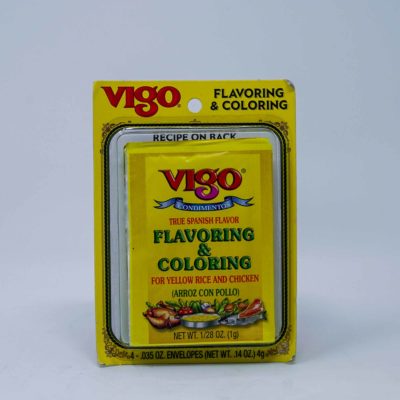 VIGO®
FLAVORING
& COLORING
RECIPE ON BACK
VIGO®
CONDIMENTOS
TRUE SPANISH FLAVOR
FLAVORING
&
COLORING
FOR YELLOW RICE AND CHICKEN
(ARROZ CON POLLO)
NET WT. 1/28 OZ. (1g)
4 - .035 OZ. ENVELOPES (NET WT. .14 OZ.) 4g